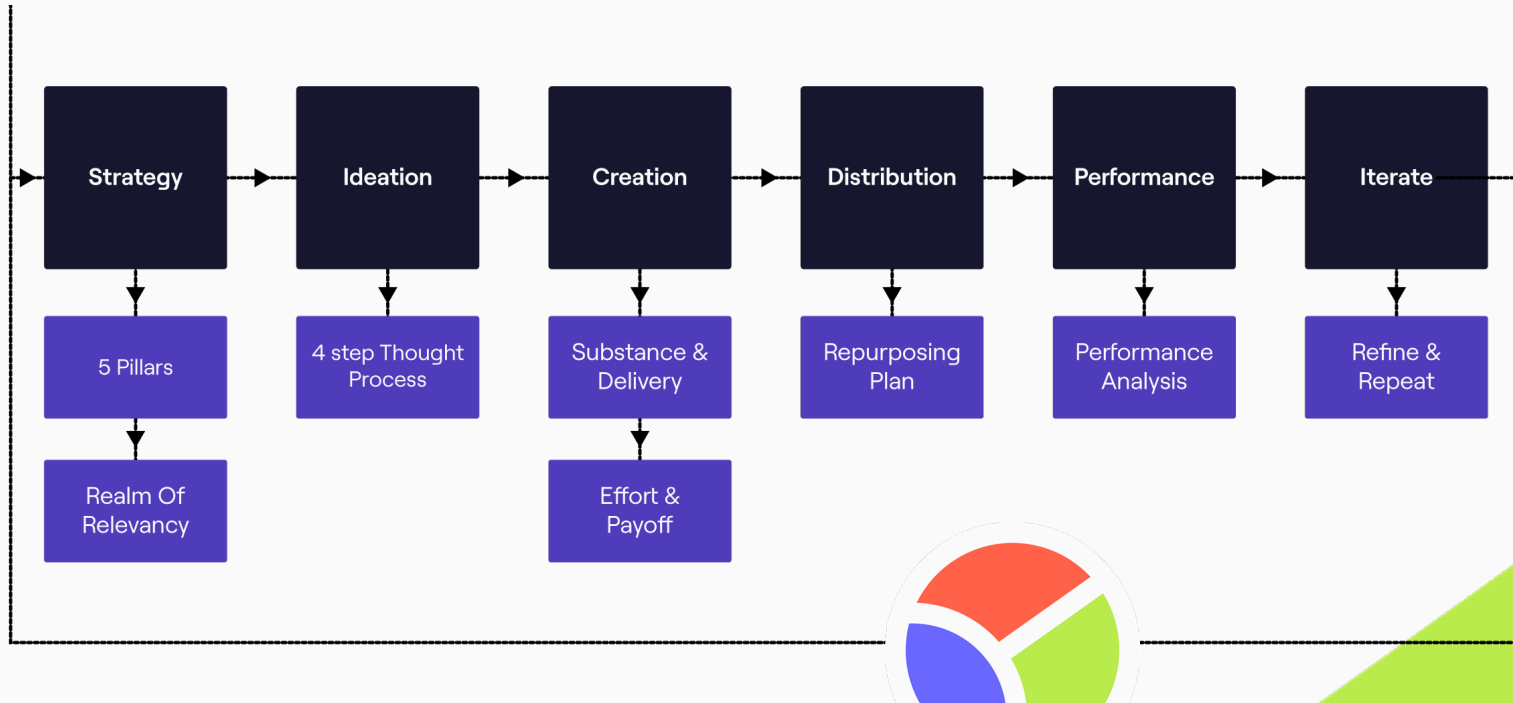 Strategy
Ideation
Creation
Distribution
Performance
Iterate
5 Pillars
4 step Thought
Process
Substance &
Delivery
Repurposing
Plan
Performance
Analysis
Refine &
Repeat
Realm Of
Relevancy
Effort &
Payoff